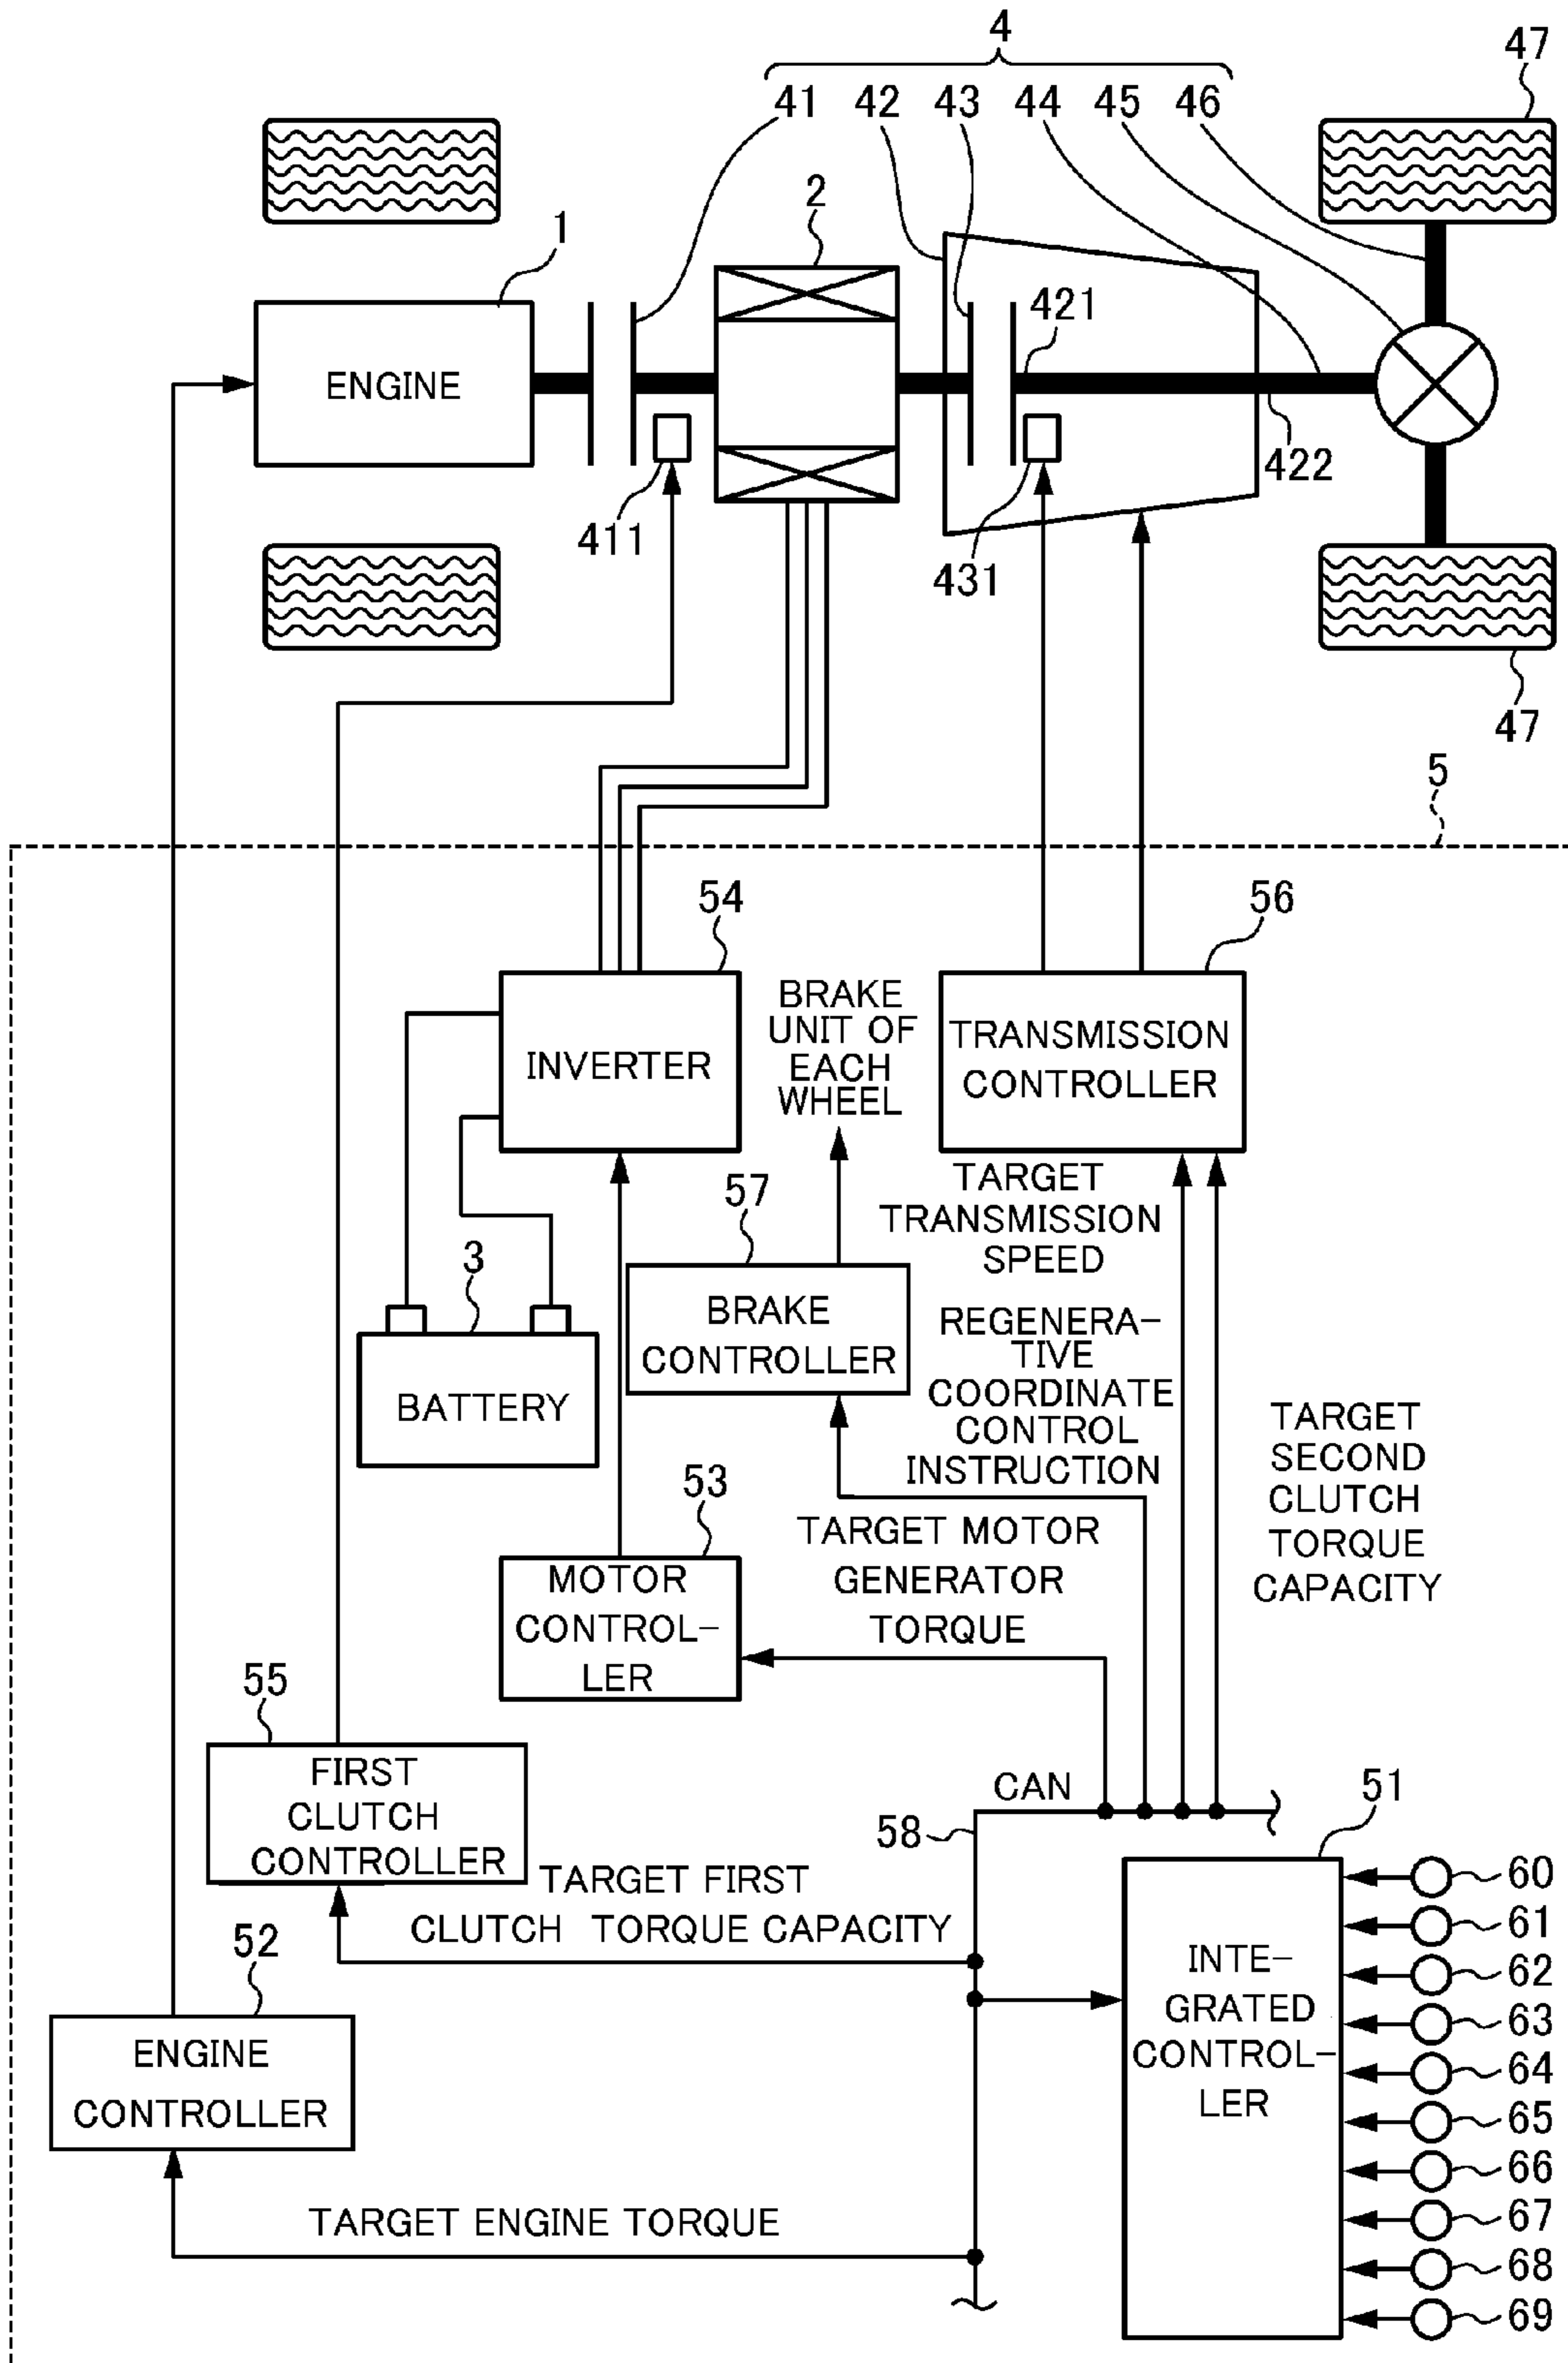 4
47
41 42 43 44 45 46
2
1
421
ENGINE
422
411
431
47
5
54
56
BRAKE
UNIT OF
EACH
WHEEL
INVERTER
TRANSMISSION
CONTROLLER
57
TARGET
TRANSMISSION
SPEED
3
BRAKE
CONTROLLER
REGENERA-
TIVE
COORDINATE
CONTROL
INSTRUCTION
BATTERY
TARGET
SECOND
CLUTCH
TORQUE
CAPACITY
53
TARGET MOTOR
GENERATOR
TORQUE
MOTOR
CONTROL-
LER
55
FIRST
CLUTCH
CONTROLLER
CAN
58
51
TARGET FIRST
CLUTCH TORQUE CAPACITY
52
ENGINE
CONTROLLER
INTE-
GRATED
CONTROL-
LER
60
61
62
63
64
65
66
67
68
69
TARGET ENGINE TORQUE